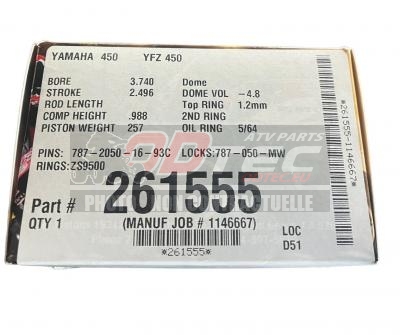 YAMAHA 450 YFZ 450
BORE 3.740 Dome
STROKE 2.496 DOME VOL -4.8
ROD LENGTH Top RING 1.2mm
COMP HEIGHT .988 2ND RING
PISTON WEIGHT 257 OIL RING 5/64
PINS: 787-2050-16-93C LOCKS:787-050-MW
RINGS:ZS9500
Part # 261555
QTY 1 (MANUF JOB # 1146667) LOC
*261555* D51
*261555-1146667*
ATV PARTS